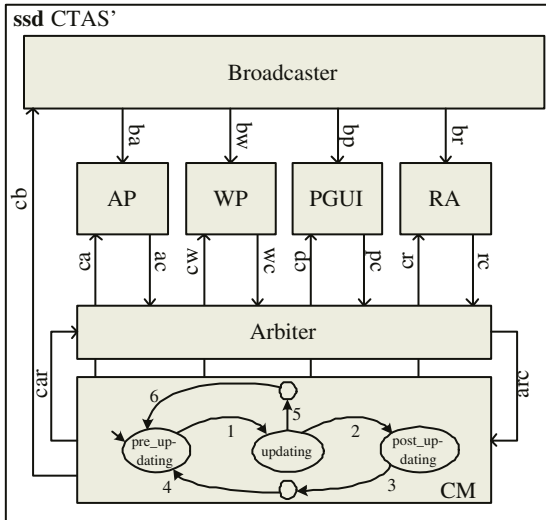 ssd CTAS'
Broadcaster
ba
bw
bp
br
cb
AP
WP
PGUI
RA
ca
ac
cw
wc
cp
pc
cr
rc
Arbiter
car
arc
6
1
5
2
pre_up-
dating
updating
post_up-
dating
4
3
CM